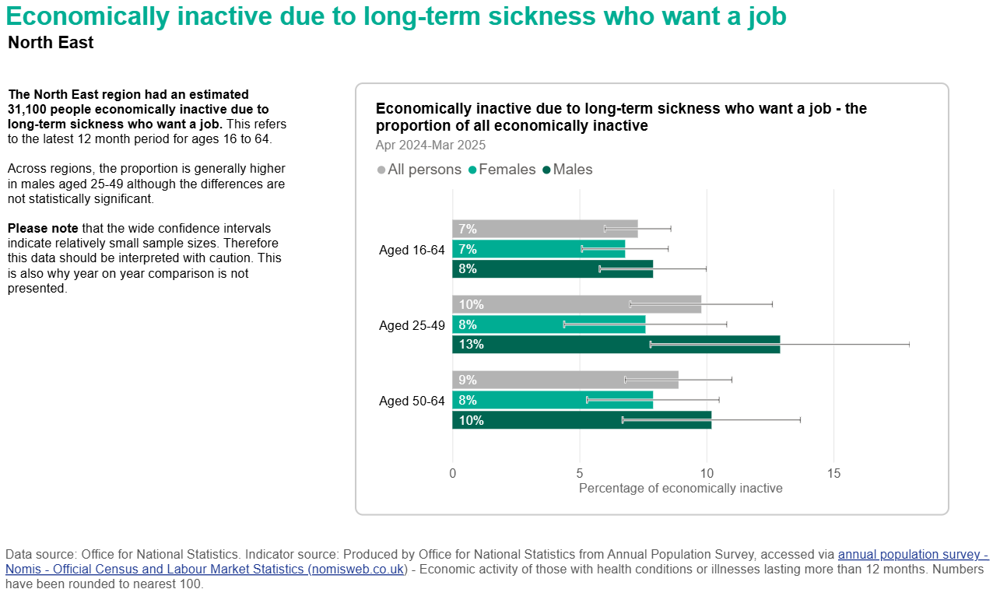 Economically inactive due to long-term sickness who want a job
North East
The North East region had an estimated
31,100 people economically inactive due to
long-term sickness who want a job. This refers
to the latest 12 month period for ages 16 to 64.
Across regions, the proportion is generally higher
in males aged 25-49 although the differences are
not statistically significant.
Please note that the wide confidence intervals
indicate relatively small sample sizes. Therefore
this data should be interpreted with caution. This
is also why year on year comparison is not
presented.
Economically inactive due to long-term sickness who want a job - the
proportion of all economically inactive
Apr 2024-Mar 2025
All persons Females Males
7%
Aged 16-64 7%
8%
10%
Aged 25-49 8%
13%
9%
Aged 50-64 8%
10%
0 5 10 15
Percentage of economically inactive
Data source: Office for National Statistics. Indicator source: Produced by Office for National Statistics from Annual Population Survey, accessed via annual population survey -
Nomis - Official Census and Labour Market Statistics (nomisweb.co.uk) - Economic activity of those with health conditions or illnesses lasting more than 12 months. Numbers
have been rounded to nearest 100.